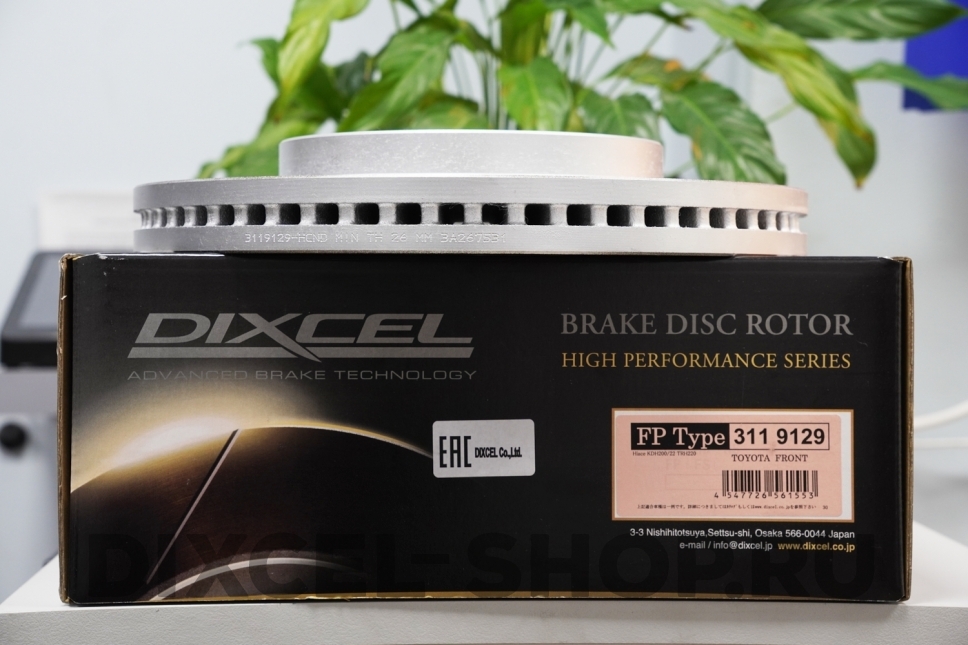 3119129-HCND MIN TH 26 MM 3A267534
DIXCEL
ADVANCED BRAKE TECHNOLOGY
BRAKE DISC ROTOR
HIGH PERFORMANCE SERIES
EAC DIXCEL Co.,Ltd.
FP Type 311 9129
TOYOTA FRONT
4 547726 561553
3-3 Nishihitotsuya,Settsu-shi, Osaka 566-0044 Japan
e-mail / info@dixcel.jp www.dixcel.co.jp
DIXCEL-SHOP.RU